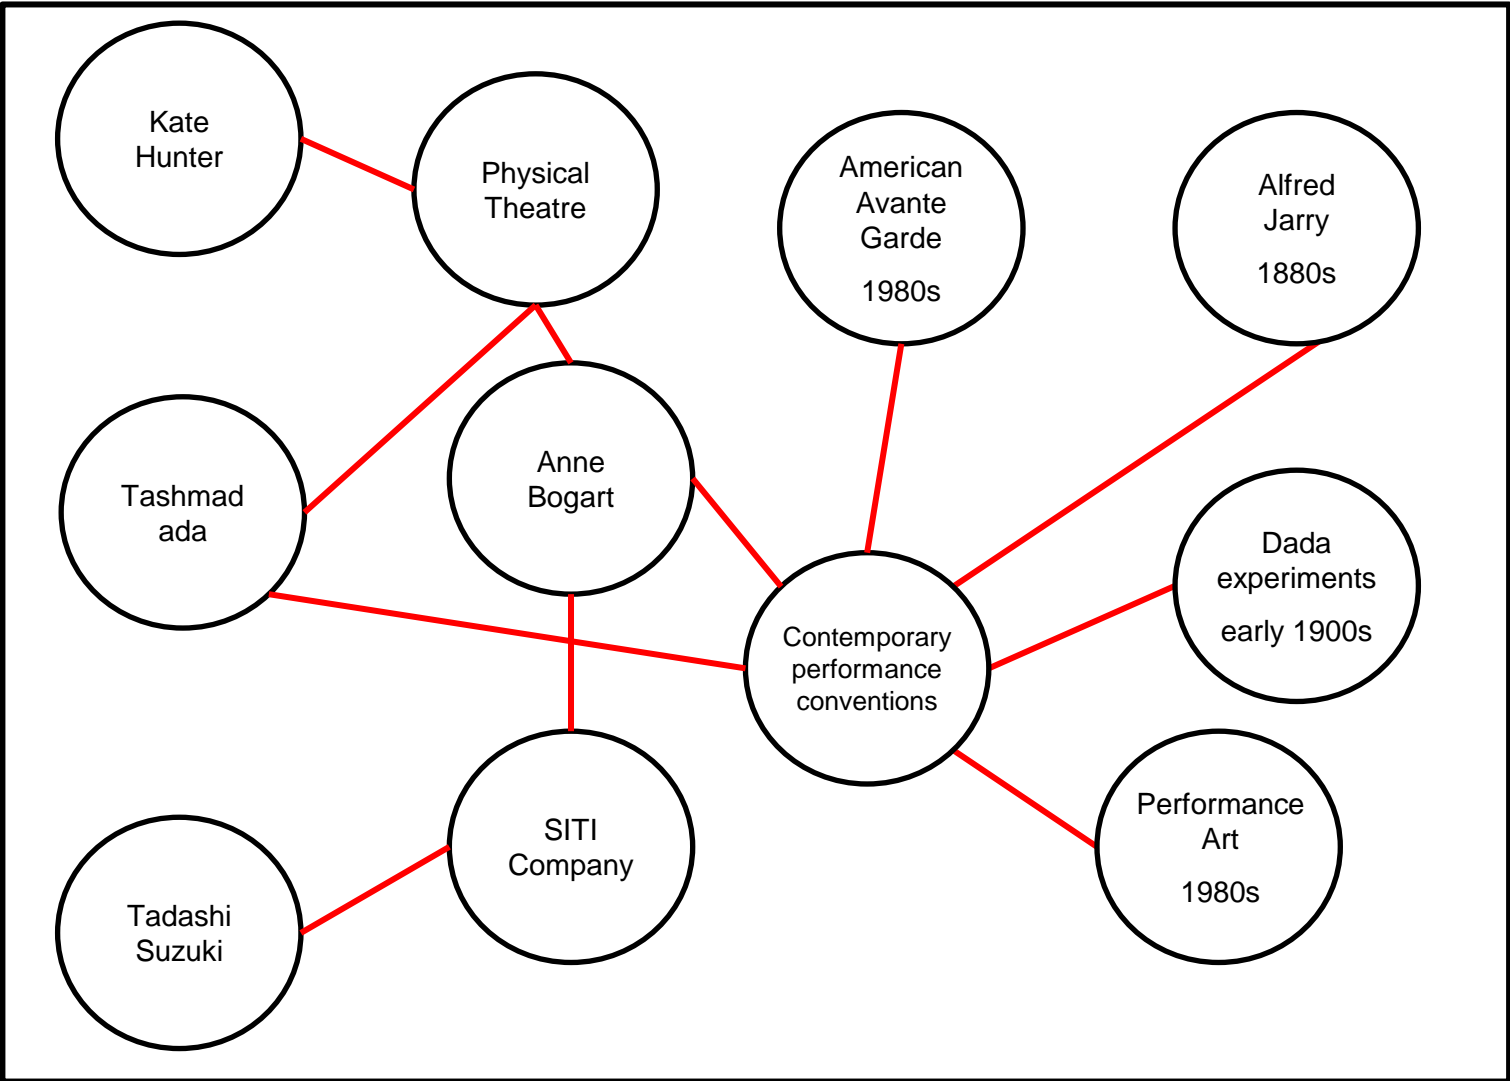 Kate
Hunter
Physical
Theatre
American
Avante
Garde
1980s
Alfred
Jarry
1880s
Tashmad
ada
Anne
Bogart
Dada
experiments
early 1900s
Contemporary
performance
conventions
SITI
Company
Performance
Art
1980s
Tadashi
Suzuki